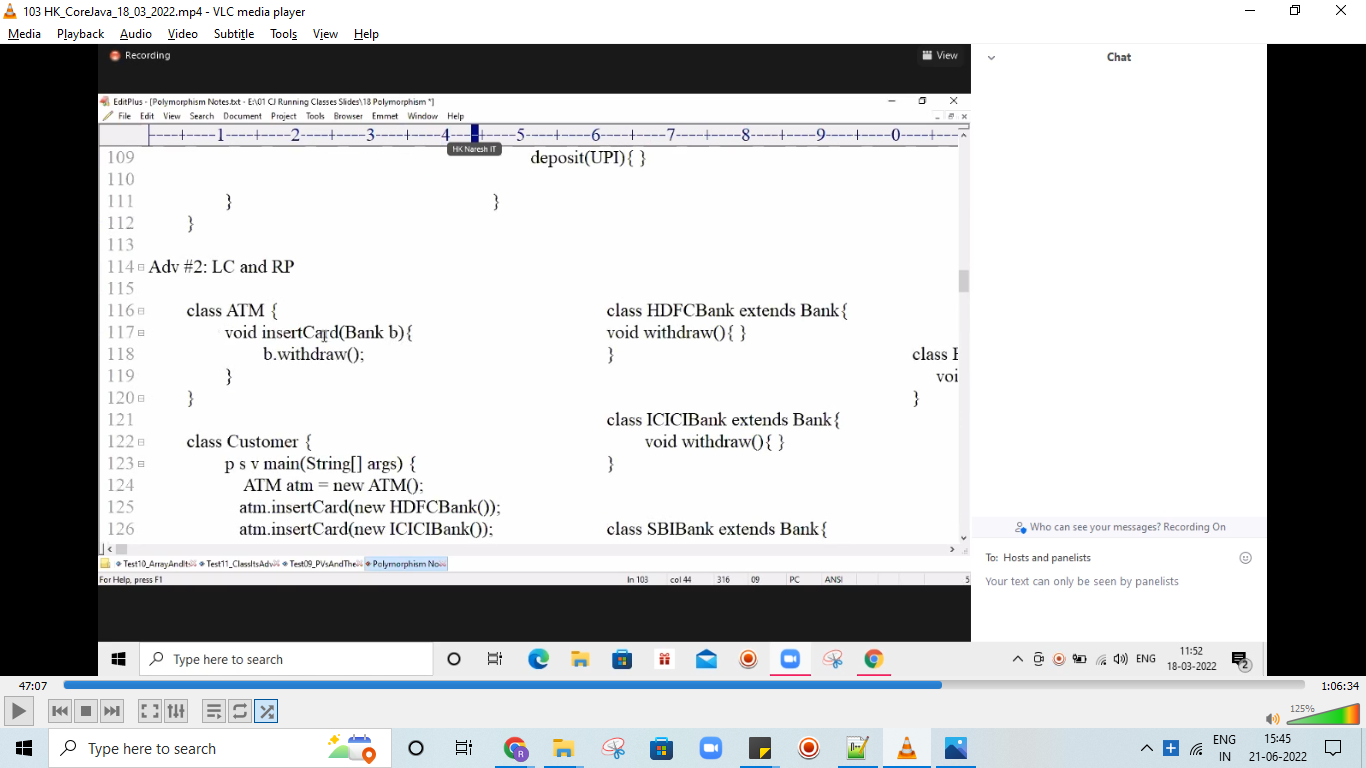 103 HK_CoreJava_18_03_2022.mp4 - VLC media player
Media Playback Audio Video Subtitle Tools View Help
Recording
View
Chat
EditPlus - [Polymorphism Notes.txt - E:\01 CJ Running Classes Slides\18 Polymorphism *]
File Edit View Search Document Project Tools Browser Emmet Window Help
----+----1----+----2----+----3----+----4----+----5----+----6----+----7----+----8----+----9----+----0----+--
HK Naresh IT
109 deposit(UPI){ }
110
111 } }
112 }
113
114 Adv #2: LC and RP
115
116 class ATM { class HDFCBank extends Bank{
117 void insertCard(Bank b){ void withdraw(){ }
118 b.withdraw(); } class
119 } voi
120 } }
121 class ICICIBank extends Bank{
122 class Customer { void withdraw(){ }
123 p s v main(String[] args) { }
124 ATM atm = new ATM();
125 atm.insertCard(new HDFCBank());
126 atm.insertCard(new ICICIBank()); class SBIBank extends Bank{
Test10_ArrayAndIts Test11_ClassItsAdv Test09_PVsAndThe Polymorphism No
For Help, press F1 ln 103 col 44 316 09 PC ANSI 5
Who can see your messages? Recording On
To: Hosts and panelists
Your text can only be seen by panelists
Type here to search
ENG
11:52
18-03-2022
2
47:07
1:06:34
125%
Type here to search
ENG
IN
15:45
21-06-2022